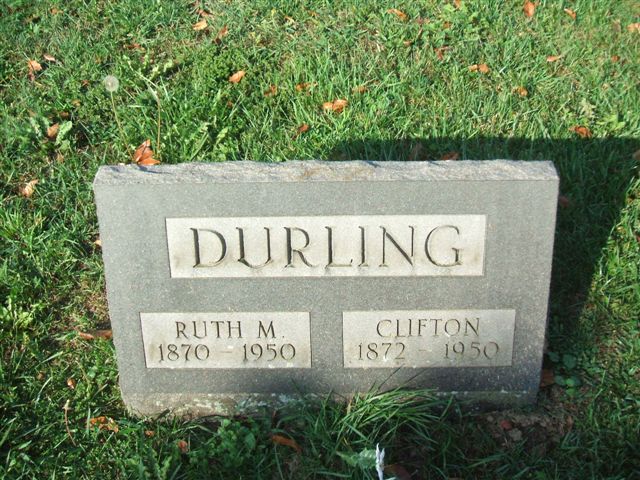 DURLING
RUTH M.
1870 - 1950
CLIFTON
1872 - 1950